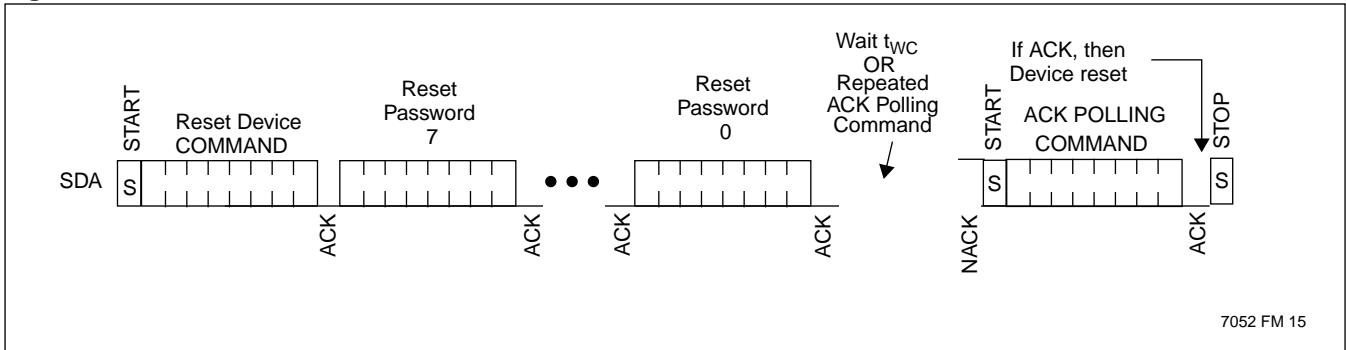 SDA
START
S
Reset Device
COMMAND
ACK
Reset
Password
7
ACK
ACK
Reset
Password
0
ACK
Wait tWC
OR
Repeated
ACK Polling
Command
NACK
START
S
ACK POLLING
COMMAND
If ACK, then
Device reset
ACK
STOP
S
7052 FM 15